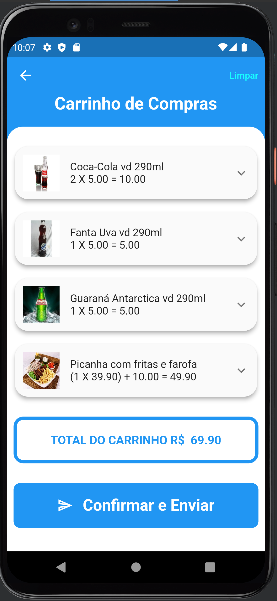 10:07
Limpar
Carrinho de Compras
Coca-Cola vd 290ml
2 X 5.00 = 10.00
Fanta Uva vd 290ml
1 X 5.00 = 5.00
Guaraná Antarctica vd 290ml
1 X 5.00 = 5.00
Picanha com fritas e farofa
(1 X 39.90) + 10.00 = 49.90
TOTAL DO CARRINHO R$ 69.90
Confirmar e Enviar